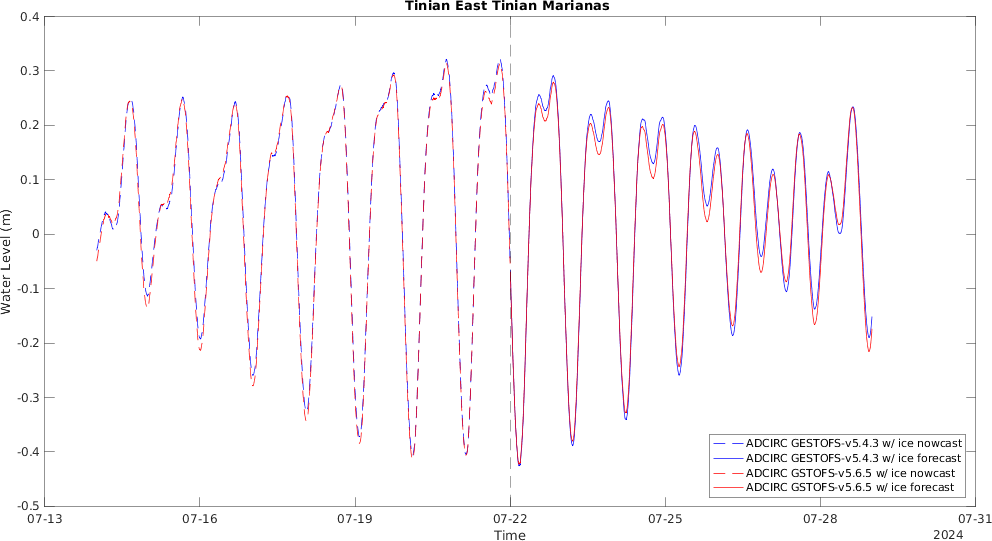 Tinian East Tinian Marianas
0.4
0.3
0.2
0.1
0
-0.1
-0.2
-0.3
-0.4
-0.5
Water Level (m)
07-13
07-16
07-19
07-22
07-25
07-28
07-31
Time
2024
ADCIRC GESTOFS-v5.4.3 w/ ice nowcast
ADCIRC GESTOFS-v5.4.3 w/ ice forecast
ADCIRC GSTOFS-v5.6.5 w/ ice nowcast
ADCIRC GSTOFS-v5.6.5 w/ ice forecast